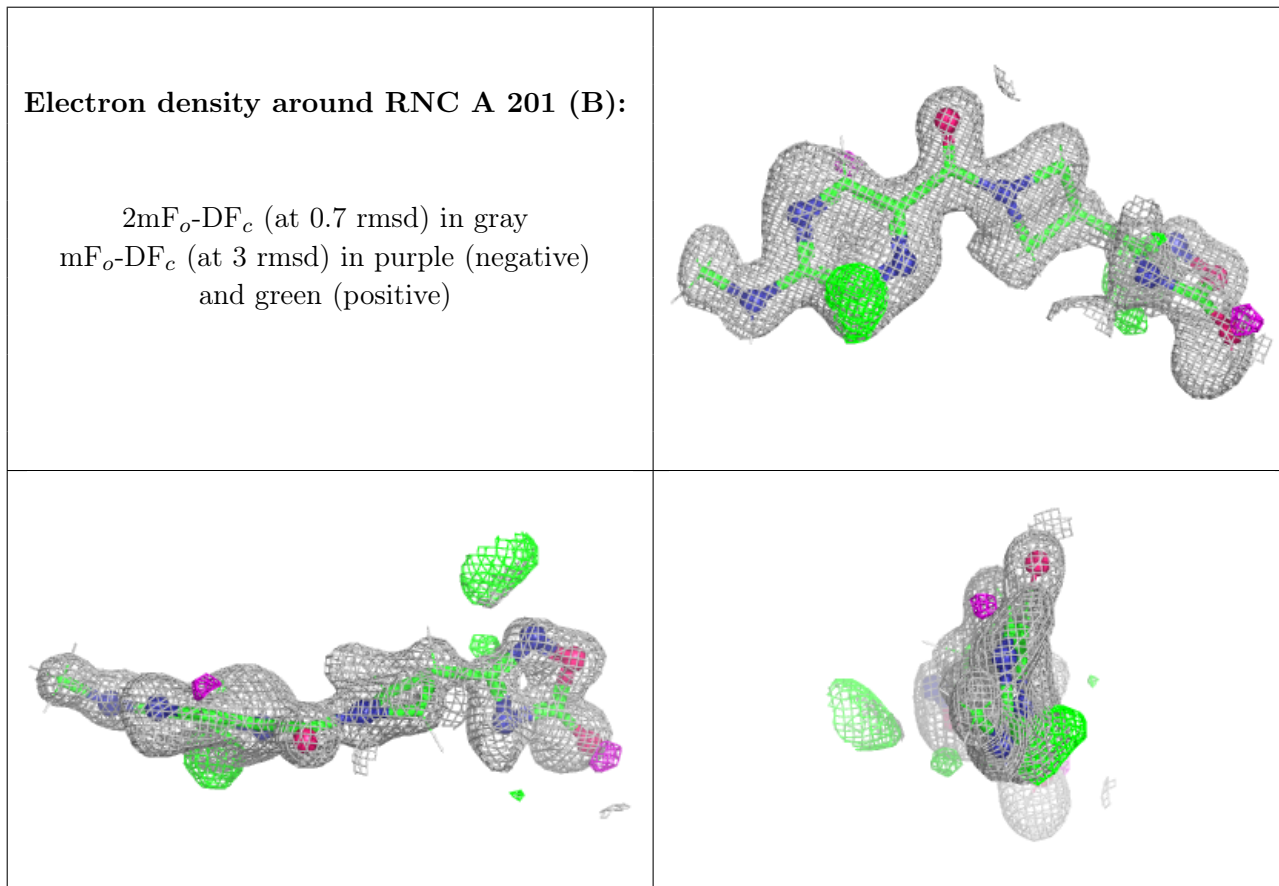 Electron density around RNC A 201 (B):
2mFo-DFc (at 0.7 rmsd) in gray
mFo-DFc (at 3 rmsd) in purple (negative)
and green (positive)